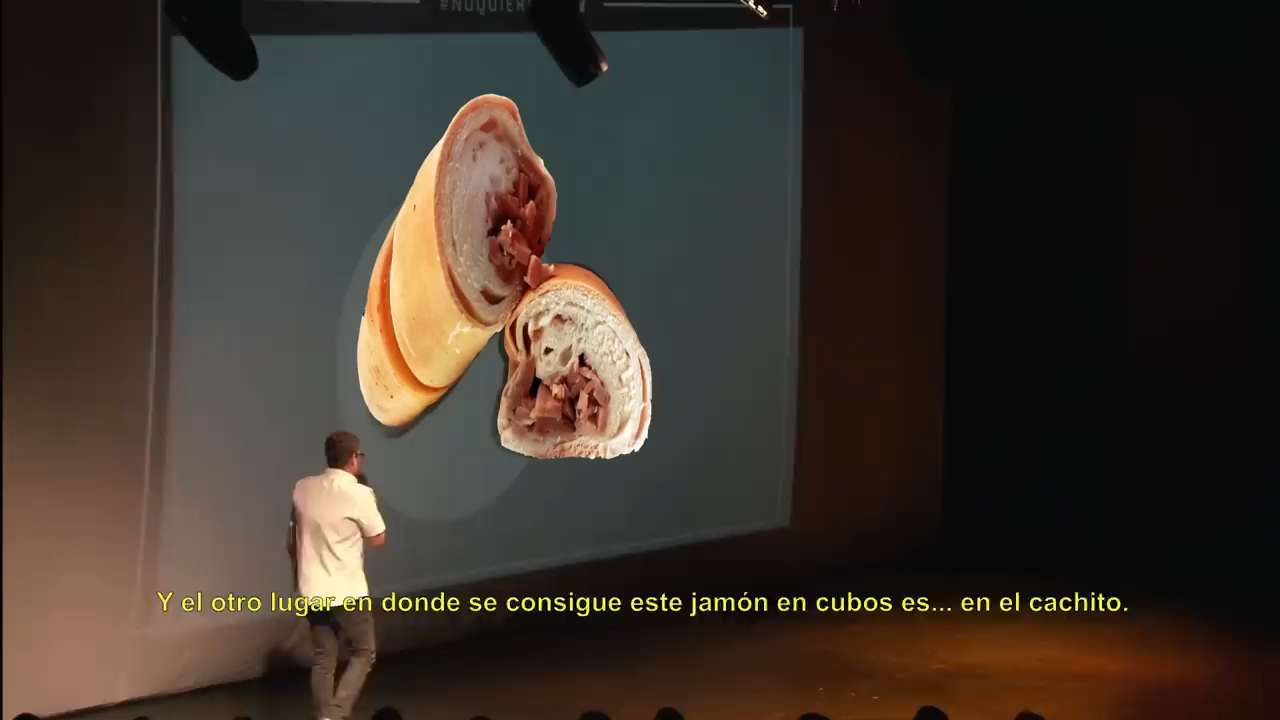 Y el otro lugar en donde se consigue este jamón en cubos es... en el cachito.